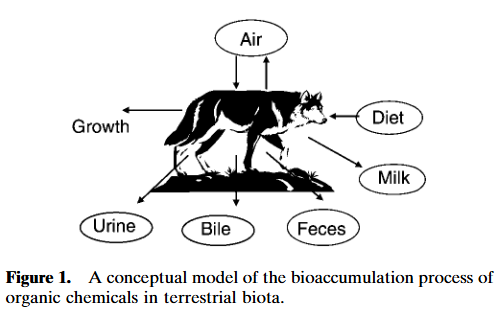 Air
Diet
Growth
Milk
Urine
Bile
Feces
Figure 1. A conceptual model of the bioaccumulation process of
organic chemicals in terrestrial biota.